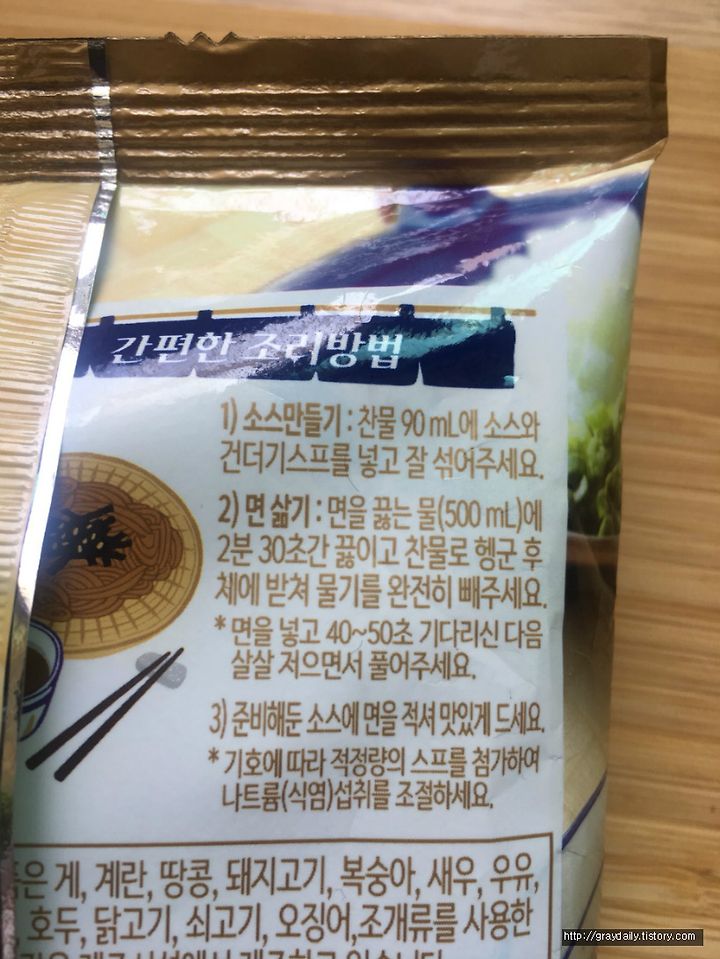 간편한 조리방법
1) 소스만들기 : 찬물 90 mL에 소스와
건더기스프를 넣고 잘 섞어주세요.
2) 면 삶기 : 면을 끓는 물(500 mL)에
2분 30초간 끓이고 찬물로 헹군 후
체에 받쳐 물기를 완전히 빼주세요.
* 면을 넣고 40~50초 기다리신 다음
살살 저으면서 풀어주세요.
3) 준비해둔 소스에 면을 적셔 맛있게 드세요.
* 기호에 따라 적정량의 스프를 첨가하여
나트륨(식염)섭취를 조절하세요.
은 게, 계란, 땅콩, 돼지고기, 복숭아, 새우, 우유,
, 호두, 닭고기, 쇠고기, 오징어,조개류를 사용한
http://graydaily.tistory.com